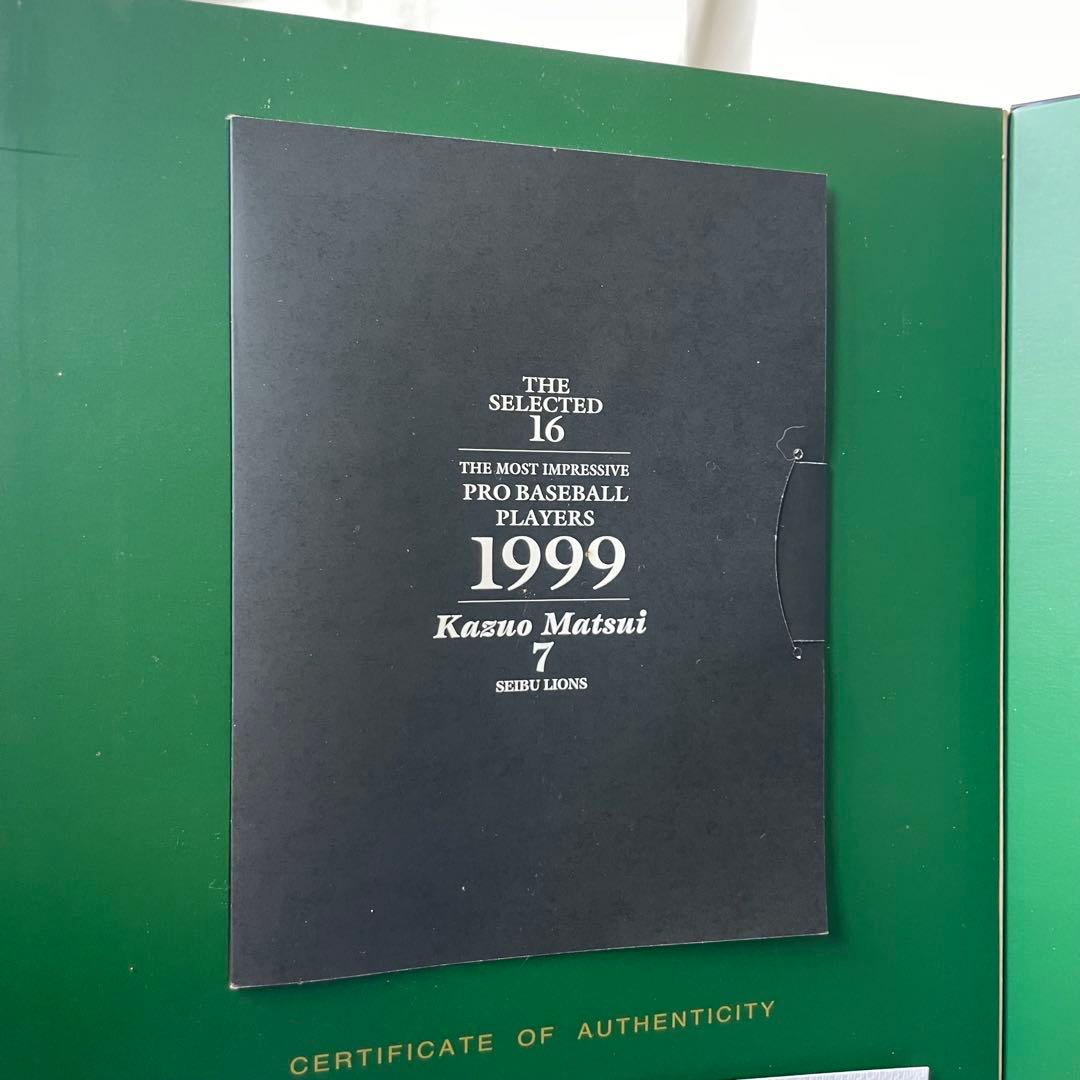 THE
SELECTED
16
THE MOST IMPRESSIVE
PRO BASEBALL
PLAYERS
1999
Kazuo Matsui
7
SEIBU LIONS
CERTIFICATE OF AUTHENTICITY